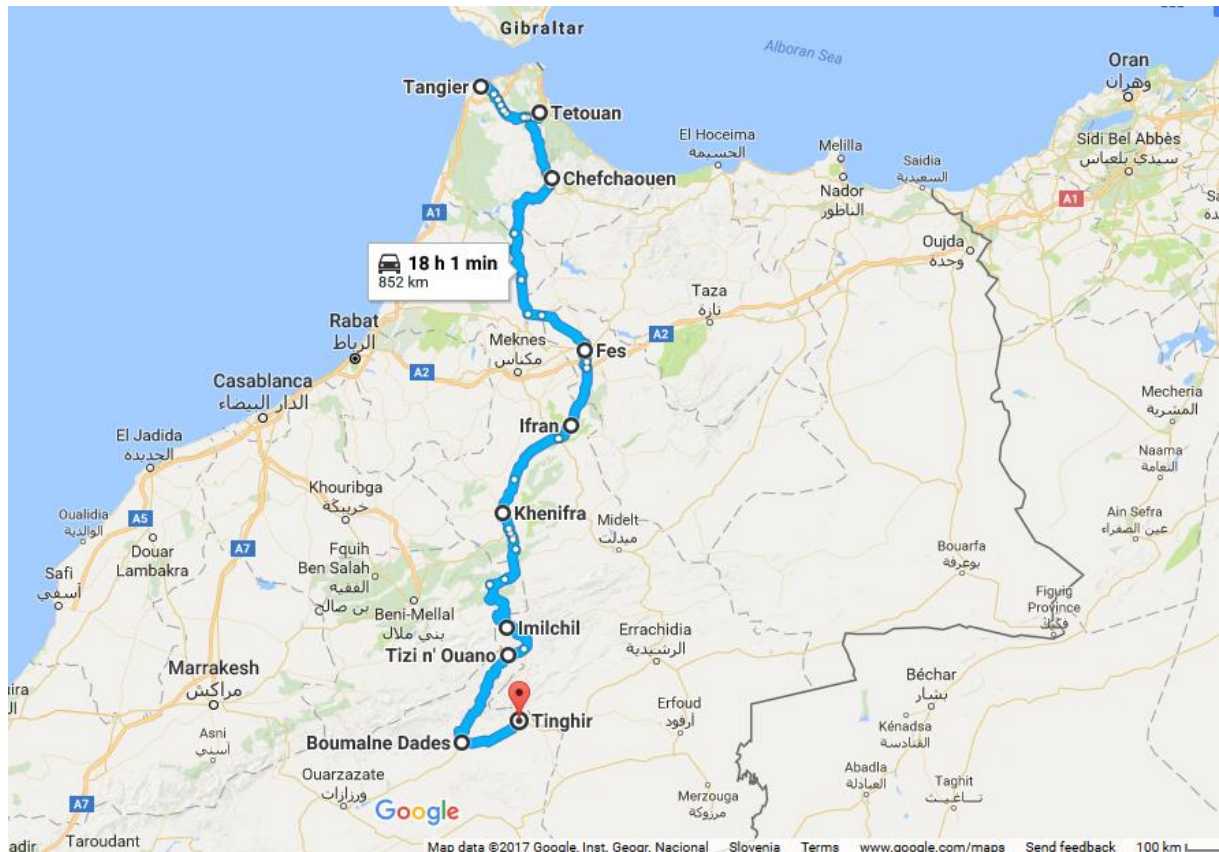 Gibraltar
Alboran Sea
Tangier
Tetouan
Oran
وهران
El Hoceima
الحسيمة
Melilla
Nador
الناظور
Saidia
السعيدية
Sidi Bel Abbès
سيدي بلعباس
Chefchaouen
A1
A1
18 h 1 min
852 km
Oujda
وجدة
Taza
تازة
Rabat
الرباط
Meknes
مكناس
Fes
A2
A2
Casablanca
الدار البيضاء
Mecheria
المشرية
El Jadida
الجديدة
Ifran
Naama
النعامة
Khouribga
خريبكة
Khenifra
Midelt
ميدلت
Oualidia
الوالدية
A5
Douar
Lambakra
A7
Ain Sefra
عين الصفراء
Fquih
Ben Salah
الفقيه
بن صالح
Bouarfa
بوعرفة
Safi
آسفي
Beni-Mellal
بني ملال
Figuig
Province
فكيك
Imilchil
Errachidia
الرشيدية
Tizi n' Ouano
Marrakesh
مراكش
Béchar
بشار
Tinghir
Erfoud
أرفود
Kénadsa
القنادسة
Asni
أسني
Boumalne Dades
Ouarzazate
ورزازات
Abadla
العبادلة
Taghit
تاغيت
Merzouga
مرزوكة
A7
Google
Taroudant
Map data ©2017 Google, Inst. Geogr. Nacional Slovenia Terms www.google.com/maps Send feedback 100 km